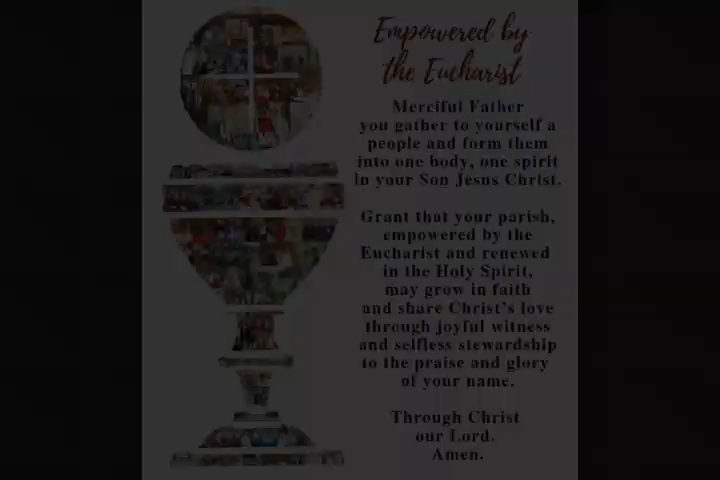 Empowered by
the Eucharist
Merciful Father
you gather to yourself a
people and form them
into one body, one spirit
in your Son Jesus Christ.
Grant that your parish,
empowered by the
Eucharist and renewed
in the Holy Spirit,
may grow in faith
and share Christ's love
through joyful witness
and selfless stewardship
to the praise and glory
of your name.
Through Christ
our Lord.
Amen.